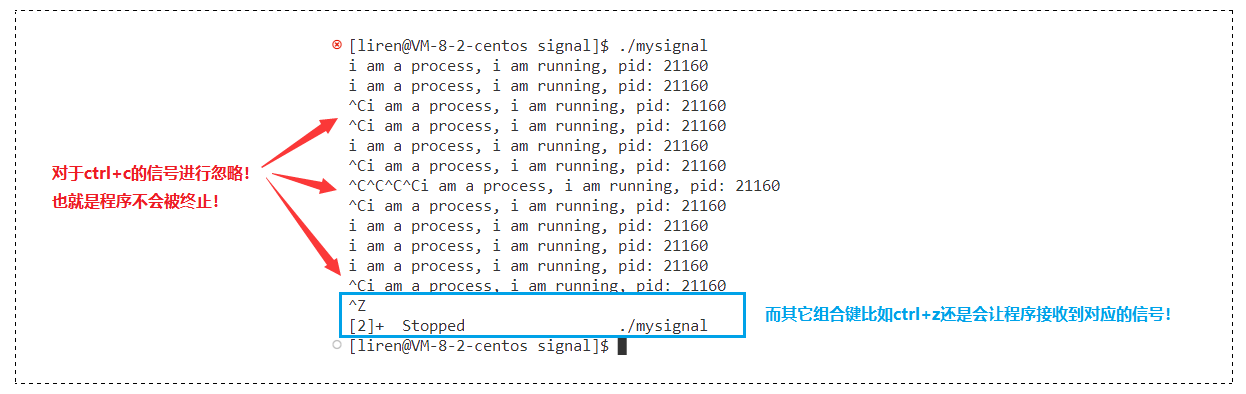 [liren@VM-8-2-centos signal]$ ./mysignal
i am a process, i am running, pid: 21160
i am a process, i am running, pid: 21160
^Ci am a process, i am running, pid: 21160
^Ci am a process, i am running, pid: 21160
i am a process, i am running, pid: 21160
^Ci am a process, i am running, pid: 21160
^C^C^C^Ci am a process, i am running, pid: 21160
^Ci am a process, i am running, pid: 21160
i am a process, i am running, pid: 21160
i am a process, i am running, pid: 21160
i am a process, i am running, pid: 21160
^Ci am a process, i am running, pid: 21160
^Z
[2]+  Stopped                 ./mysignal
[liren@VM-8-2-centos signal]$
对于ctrl+c的信号进行忽略！
也就是程序不会被终止！
而其它组合键比如ctrl+z还是会让程序接收到对应的信号！